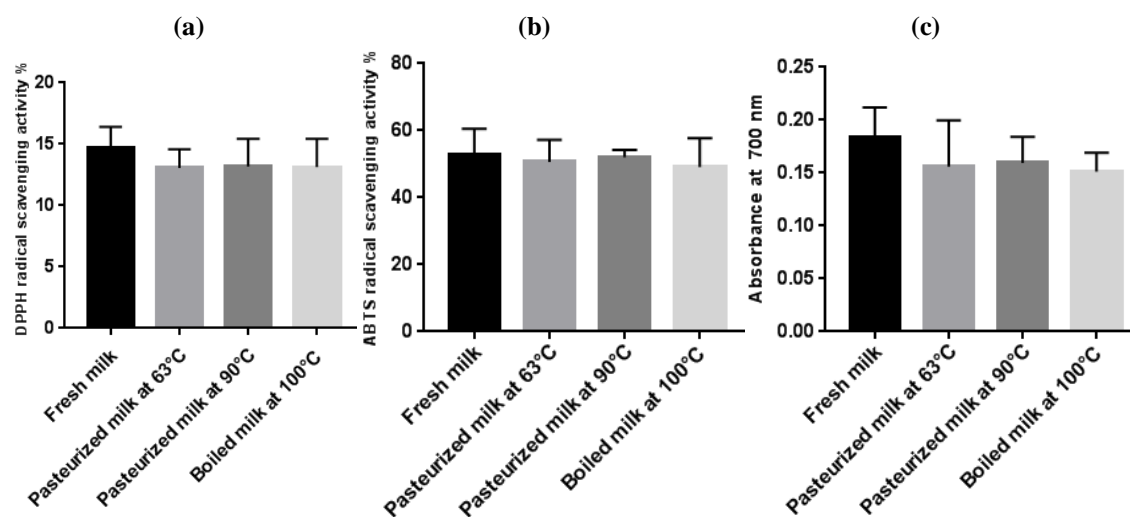 (a)
DPPH radical scavenging activity %
20
15
10
5
0
Fresh milk
Pasteurized milk at 63°C
Pasteurized milk at 90°C
Boiled milk at 100°C
(b)
ABTS radical scavenging activity %
80
60
40
20
0
Fresh milk
Pasteurized milk at 63°C
Pasteurized milk at 90°C
Boiled milk at 100°C
(c)
Absorbance at 700 nm
0.25
0.20
0.15
0.10
0.05
0.00
Fresh milk
Pasteurized milk at 63°C
Pasteurized milk at 90°C
Boiled milk at 100°C